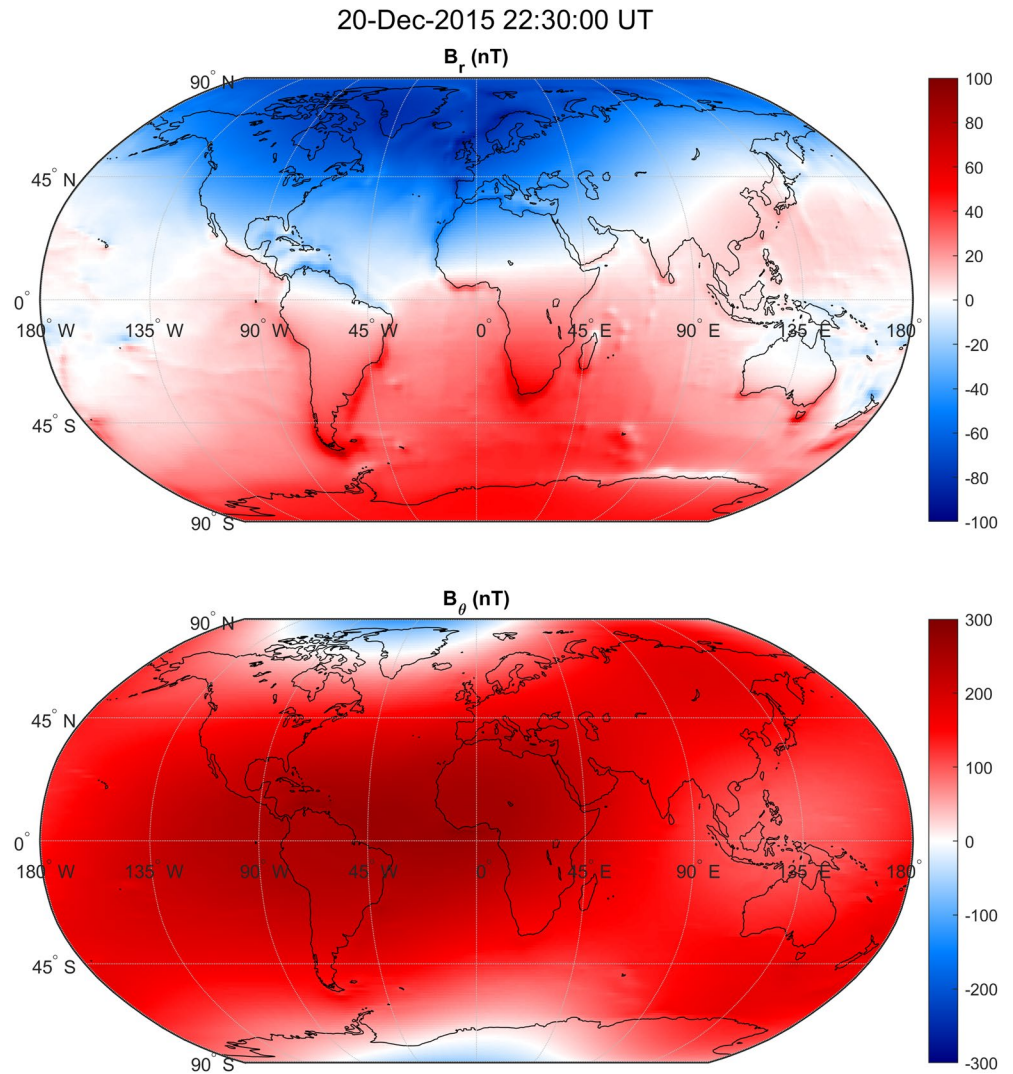 20-Dec-2015 22:30:00 UT
B_r (nT)
90° N
45° N
0°
180° W 135° W 90° W 45° W 0° 45° E 90° E 135° E 180°
45° S
90° S
100
80
60
40
20
0
-20
-40
-60
-80
-100
B_θ (nT)
90° N
45° N
0°
180° W 135° W 90° W 45° W 0° 45° E 90° E 135° E 180°
45° S
90° S
300
200
100
0
-100
-200
-300